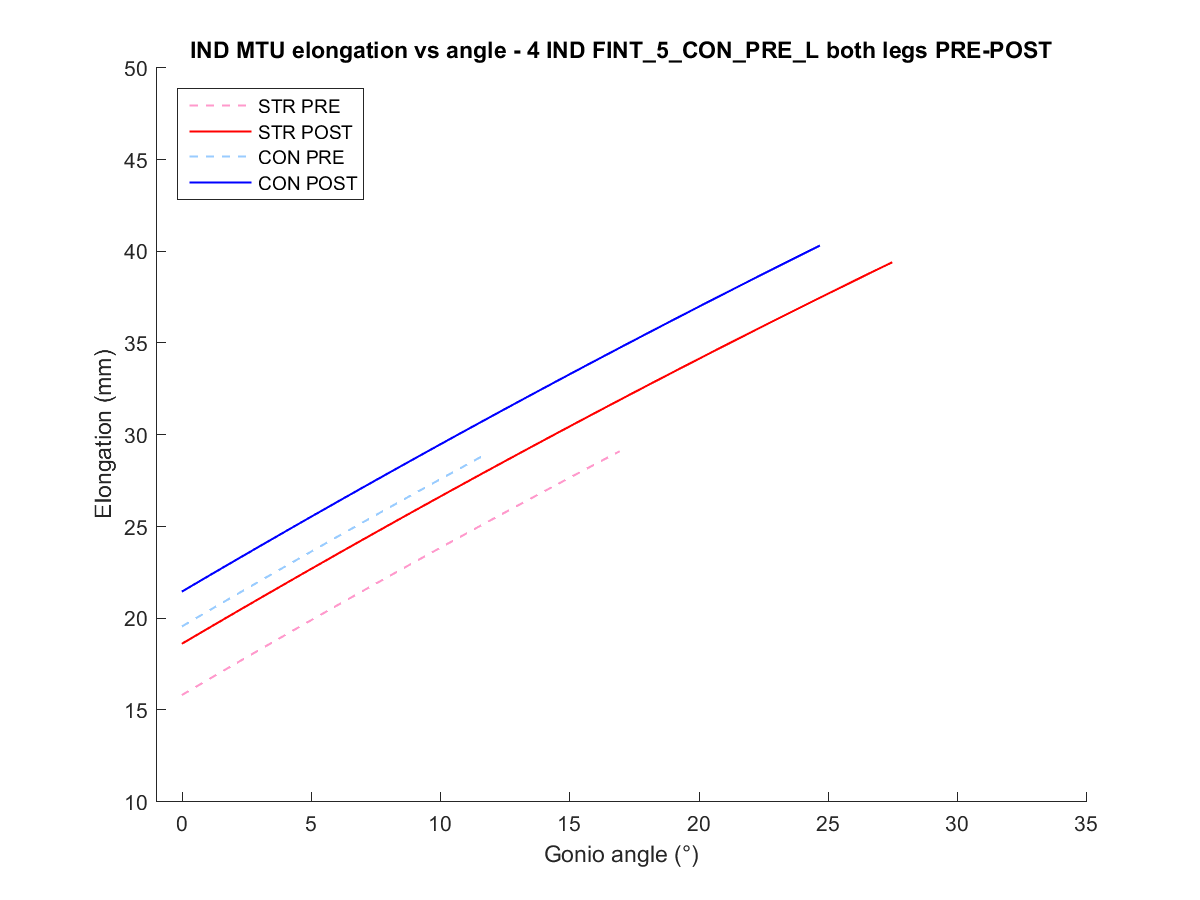 IND MTU elongation vs angle - 4 IND FINT_5_CON_PRE_L both legs PRE-POST
50
45
40
35
30
25
20
15
10
Elongation (mm)
STR PRE
STR POST
CON PRE
CON POST
0 5 10 15 20 25 30 35
Gonio angle (°)